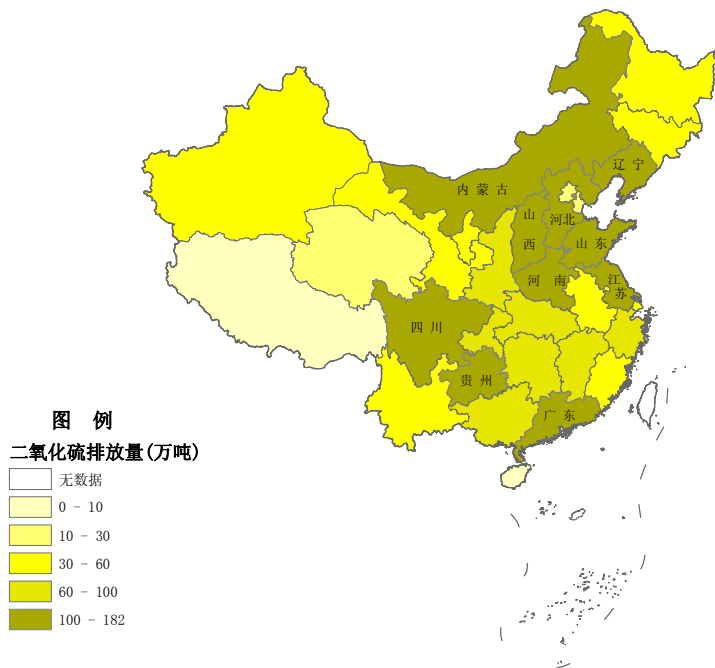 辽 宁
内 蒙 古
山
西
河北
山 东
河 南
江
苏
四 川
贵 州
广 东
图 例
二氧化硫排放量(万吨)
无数据
0 - 10
10 - 30
30 - 60
60 - 100
100 - 182